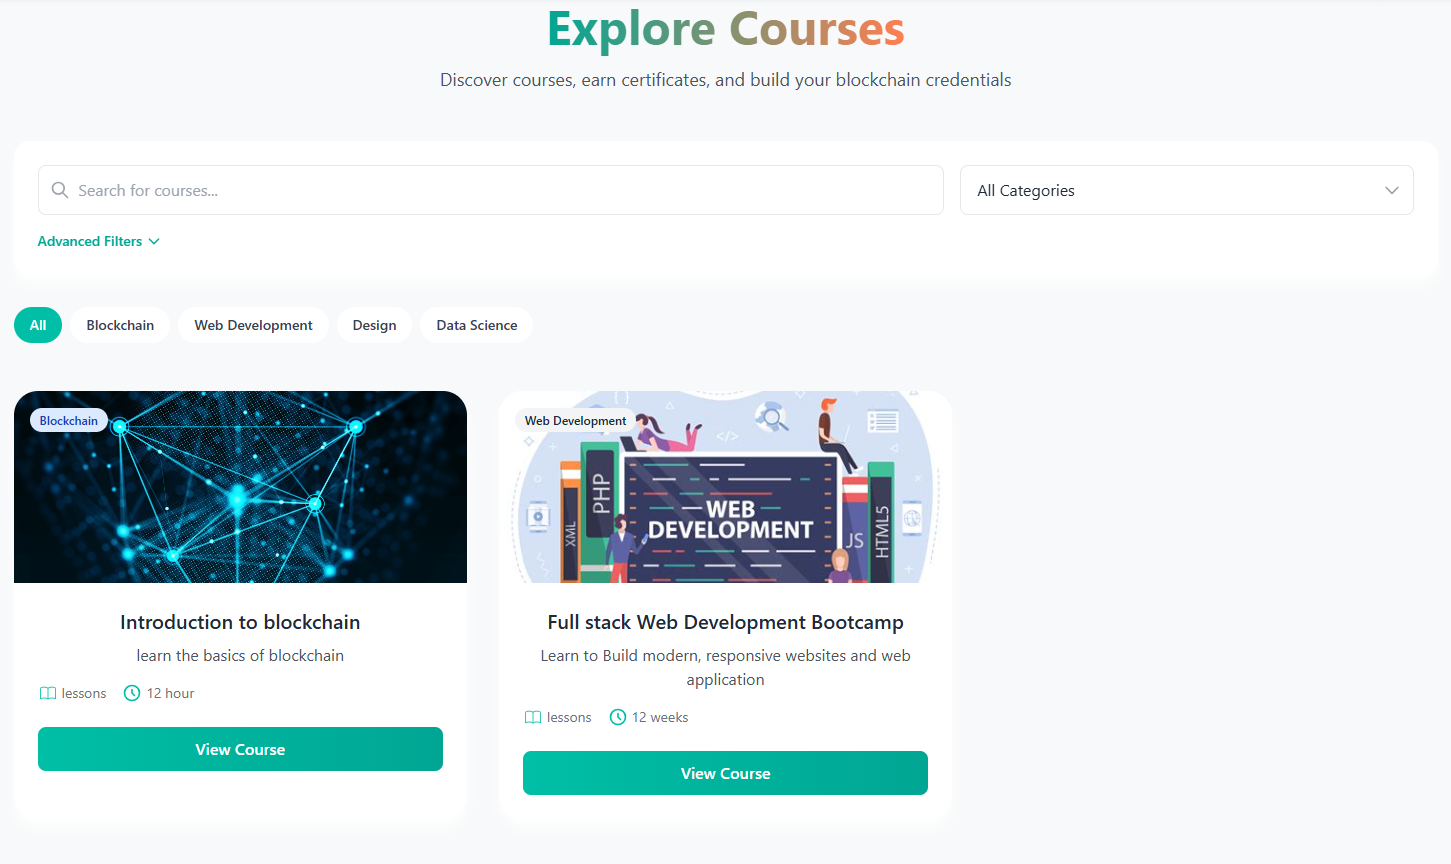 Explore Courses
Discover courses, earn certificates, and build your blockchain credentials
Search for courses...
All Categories
Advanced Filters
All
Blockchain
Web Development
Design
Data Science
Blockchain
Web Development
</>
PHP
XML
WEB
DEVELOPMENT
JS
HTML5
Introduction to blockchain
learn the basics of blockchain
lessons
12 hour
View Course
Full stack Web Development Bootcamp
Learn to Build modern, responsive websites and web
application
lessons
12 weeks
View Course